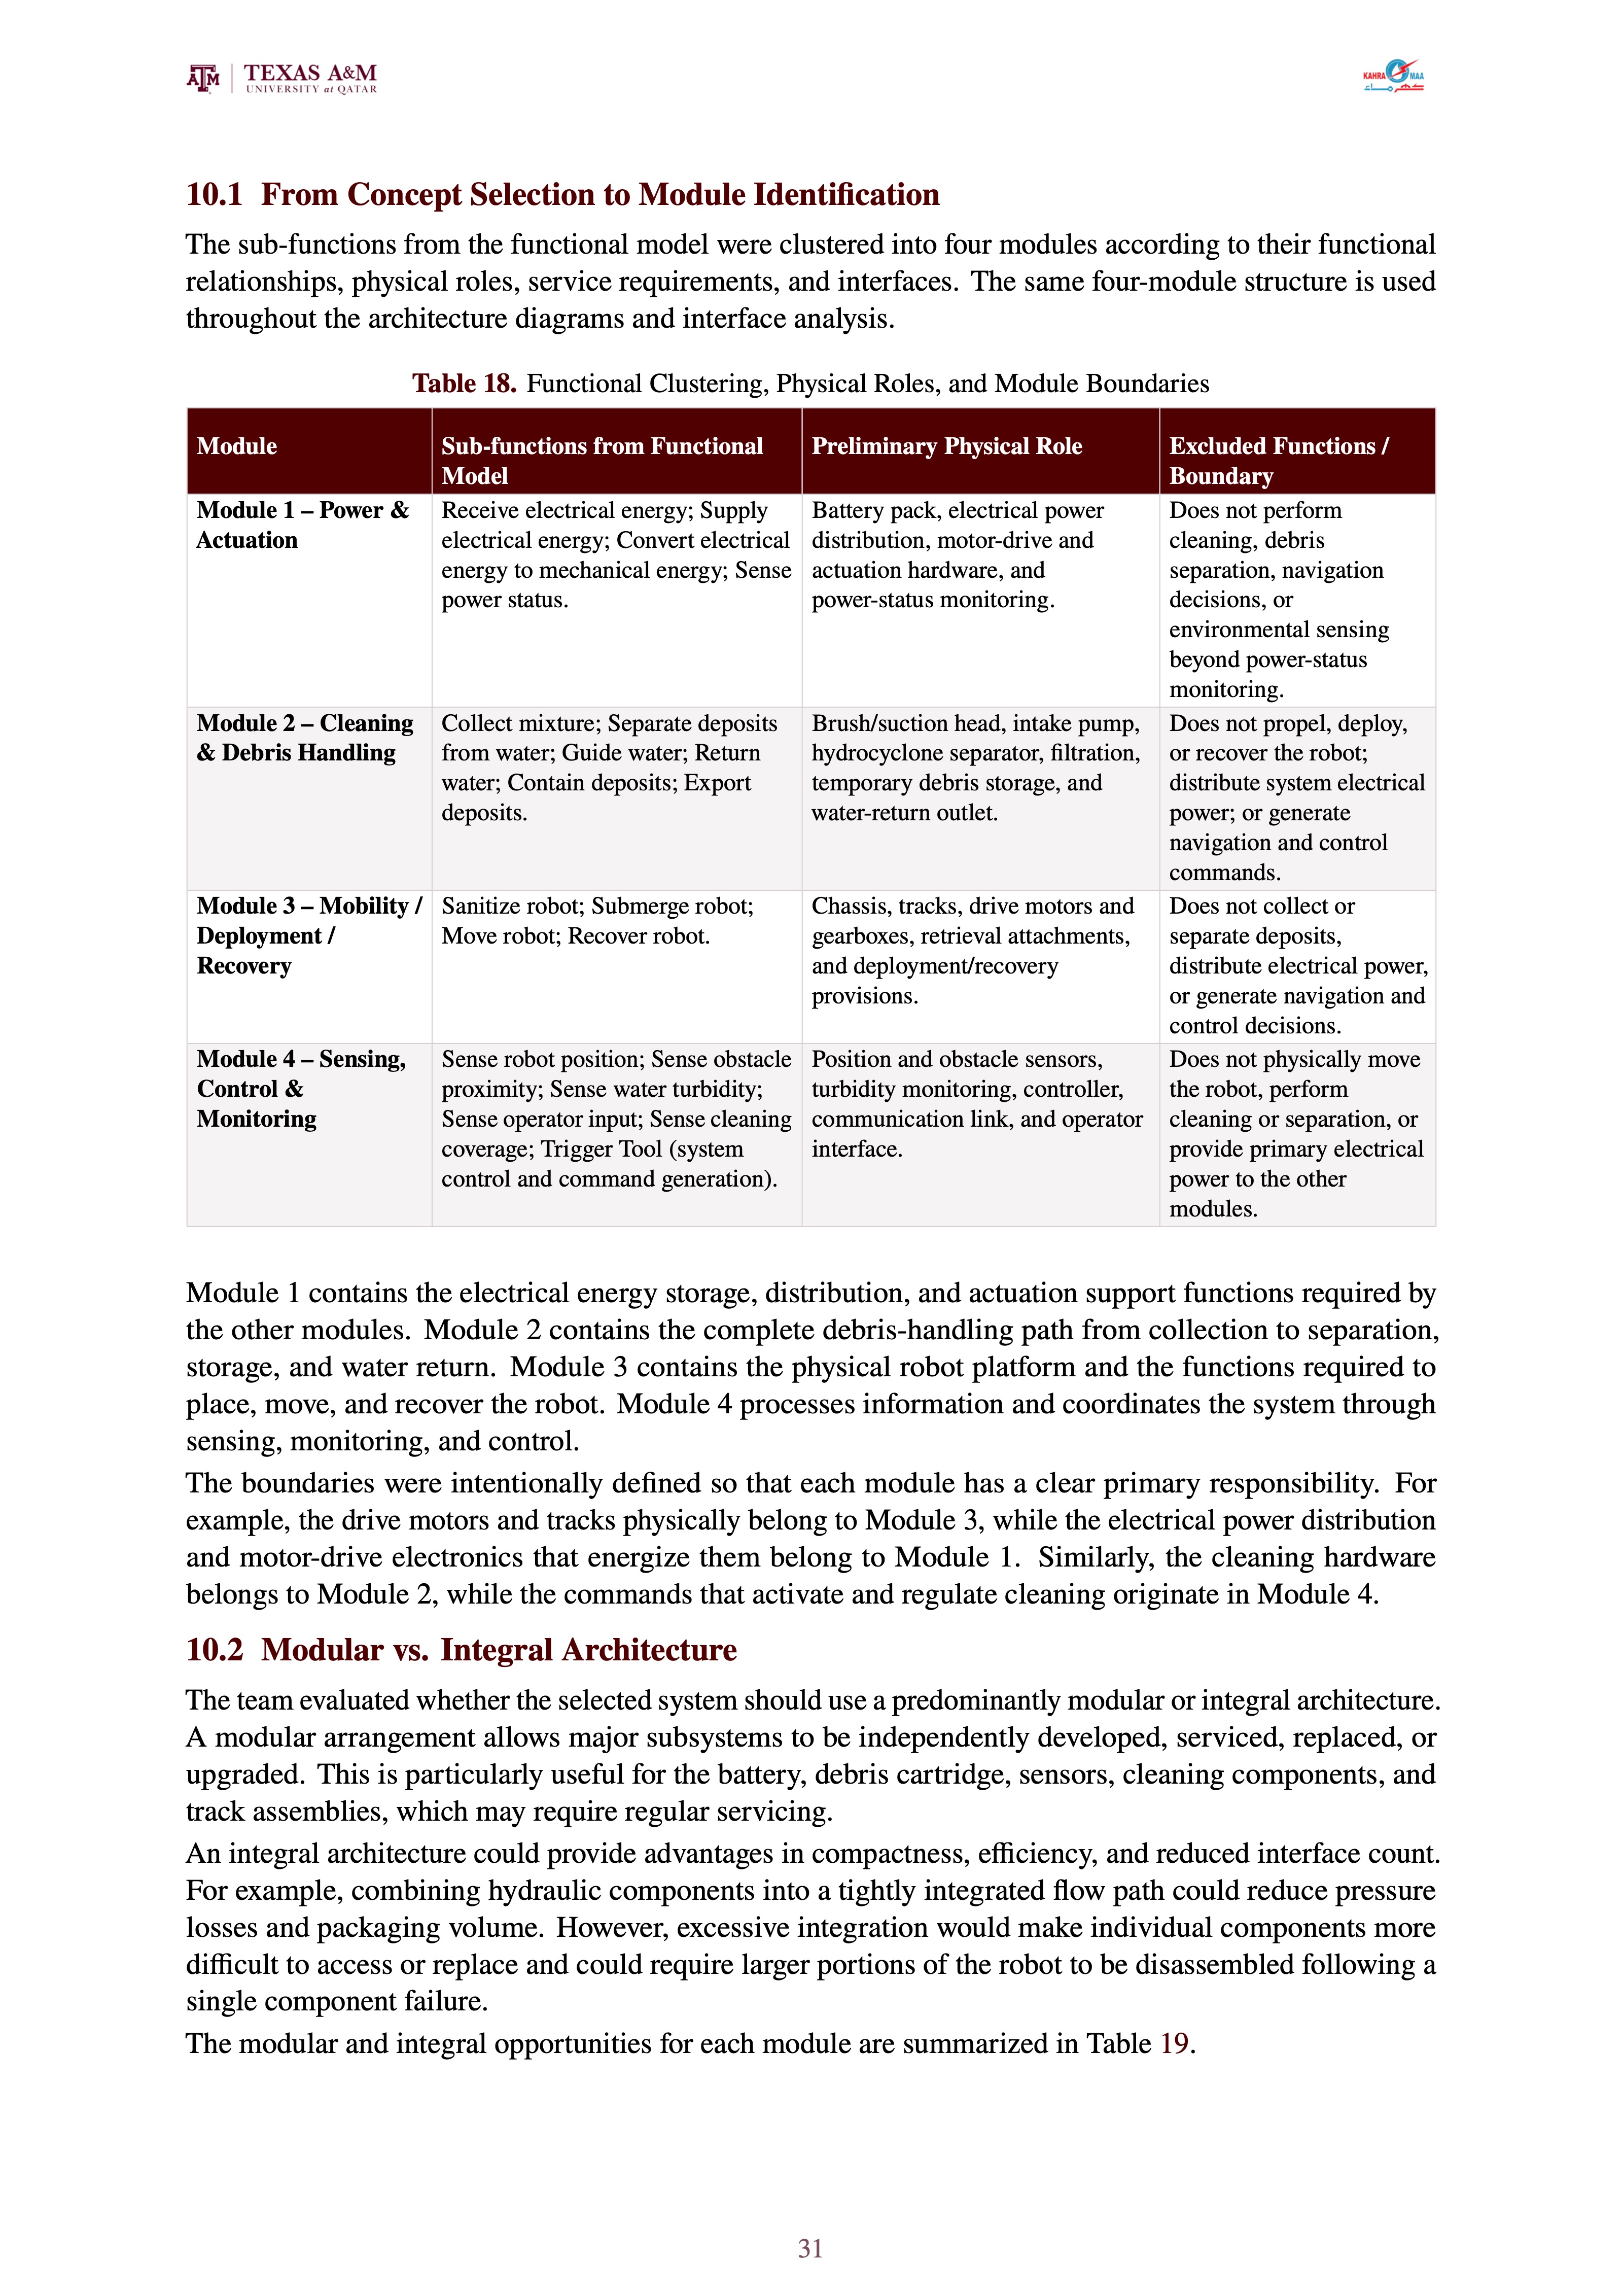 TEXAS A&M
UNIVERSITY at QATAR
KAHRA MAA
كهرماء
10.1 From Concept Selection to Module Identification
The sub-functions from the functional model were clustered into four modules according to their functional
relationships, physical roles, service requirements, and interfaces. The same four-module structure is used
throughout the architecture diagrams and interface analysis.
Table 18. Functional Clustering, Physical Roles, and Module Boundaries
Module
Sub-functions from Functional
Model
Preliminary Physical Role
Excluded Functions /
Boundary
Module 1 – Power &
Actuation
Receive electrical energy; Supply
electrical energy; Convert electrical
energy to mechanical energy; Sense
power status.
Battery pack, electrical power
distribution, motor-drive and
actuation hardware, and
power-status monitoring.
Does not perform
cleaning, debris
separation, navigation
decisions, or
environmental sensing
beyond power-status
monitoring.
Module 2 – Cleaning
& Debris Handling
Collect mixture; Separate deposits
from water; Guide water; Return
water; Contain deposits; Export
deposits.
Brush/suction head, intake pump,
hydrocyclone separator, filtration,
temporary debris storage, and
water-return outlet.
Does not propel, deploy,
or recover the robot;
distribute system electrical
power; or generate
navigation and control
commands.
Module 3 – Mobility /
Deployment /
Recovery
Sanitize robot; Submerge robot;
Move robot; Recover robot.
Chassis, tracks, drive motors and
gearboxes, retrieval attachments,
and deployment/recovery
provisions.
Does not collect or
separate deposits,
distribute electrical power,
or generate navigation and
control decisions.
Module 4 – Sensing,
Control &
Monitoring
Sense robot position; Sense obstacle
proximity; Sense water turbidity;
Sense operator input; Sense cleaning
coverage; Trigger Tool (system
control and command generation).
Position and obstacle sensors,
turbidity monitoring, controller,
communication link, and operator
interface.
Does not physically move
the robot, perform
cleaning or separation, or
provide primary electrical
power to the other
modules.
Module 1 contains the electrical energy storage, distribution, and actuation support functions required by
the other modules. Module 2 contains the complete debris-handling path from collection to separation,
storage, and water return. Module 3 contains the physical robot platform and the functions required to
place, move, and recover the robot. Module 4 processes information and coordinates the system through
sensing, monitoring, and control.
The boundaries were intentionally defined so that each module has a clear primary responsibility. For
example, the drive motors and tracks physically belong to Module 3, while the electrical power distribution
and motor-drive electronics that energize them belong to Module 1. Similarly, the cleaning hardware
belongs to Module 2, while the commands that activate and regulate cleaning originate in Module 4.
10.2 Modular vs. Integral Architecture
The team evaluated whether the selected system should use a predominantly modular or integral architecture.
A modular arrangement allows major subsystems to be independently developed, serviced, replaced, or
upgraded. This is particularly useful for the battery, debris cartridge, sensors, cleaning components, and
track assemblies, which may require regular servicing.
An integral architecture could provide advantages in compactness, efficiency, and reduced interface count.
For example, combining hydraulic components into a tightly integrated flow path could reduce pressure
losses and packaging volume. However, excessive integration would make individual components more
difficult to access or replace and could require larger portions of the robot to be disassembled following a
single component failure.
The modular and integral opportunities for each module are summarized in Table 19.
31